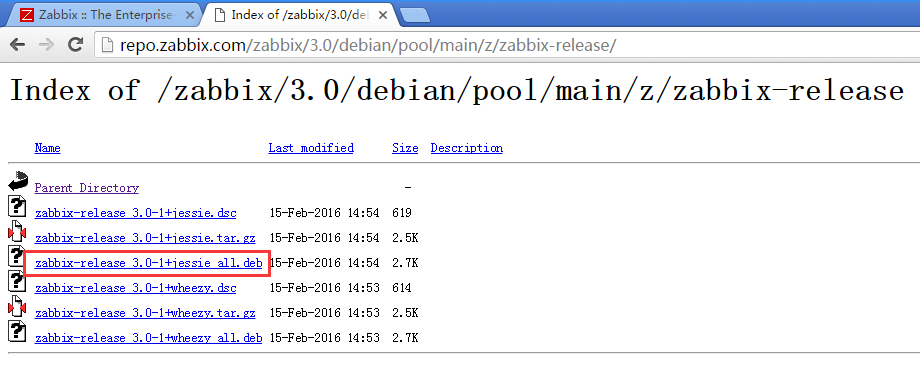 Zabbix :: The Enterprise-
Index of /zabbix/3.0/deb
repo.zabbix.com/zabbix/3.0/debian/pool/main/z/zabbix-release/
Index of /zabbix/3.0/debian/pool/main/z/zabbix-release
Name Last modified Size Description
Parent Directory -
zabbix-release_3.0-1+jessie.dsc 15-Feb-2016 14:54 619
zabbix-release_3.0-1+jessie.tar.gz 15-Feb-2016 14:54 2.5K
zabbix-release_3.0-1+jessie_all.deb 15-Feb-2016 14:54 2.7K
zabbix-release_3.0-1+wheezy.dsc 15-Feb-2016 14:53 614
zabbix-release_3.0-1+wheezy.tar.gz 15-Feb-2016 14:53 2.5K
zabbix-release_3.0-1+wheezy_all.deb 15-Feb-2016 14:53 2.7K